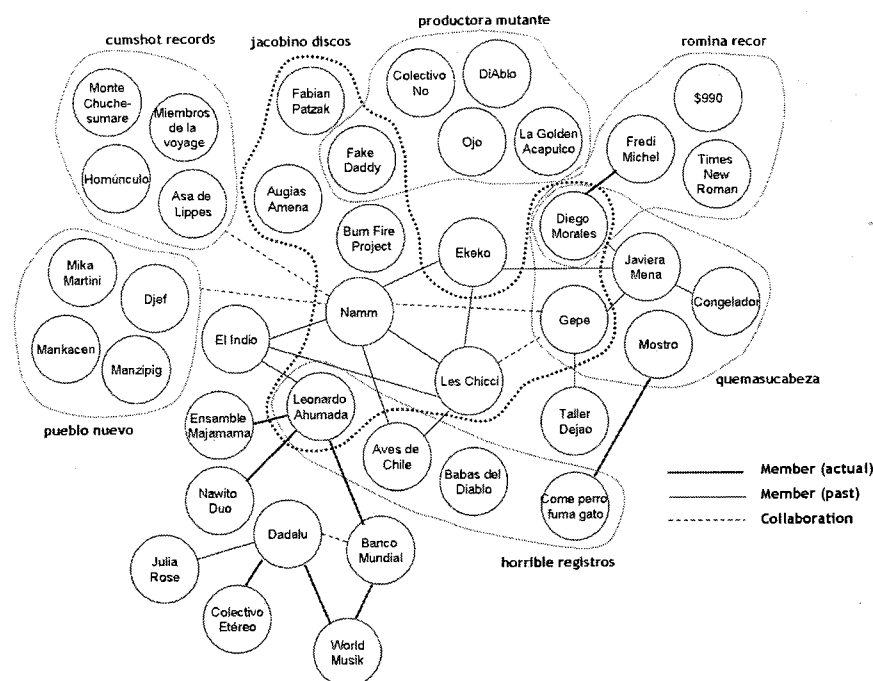 productora mutante
cumshot records
jacobino discos
romina recor
Monte
Chuche-
sumare
Miembros
de la
voyage
Homúnculo
Asa de
Lippes
Fabian
Patzak
Augias
Amena
Fake
Daddy
Colectivo
No
DiAblo
Ojo
La Golden
Acapulco
$990
Fredi
Michel
Times
New
Roman
Burn Fire
Project
Ekeko
Diego
Morales
Javiera
Mena
Congelador
Mostro
quemasucabeza
Mika
Martini
Djef
Mankacen
Manzipig
pueblo nuevo
El Indio
Namm
Gepe
Les Chicci
Leonardo
Ahumada
Ensamble
Majamama
Aves de
Chile
Taller
Dejao
Babas del
Diablo
Come perro
fuma gato
Nawito
Duo
Dadalu
Banco
Mundial
Julia
Rose
Colectivo
Etéreo
World
Musik
horrible registros
Member (actual)
Member (past)
Collaboration